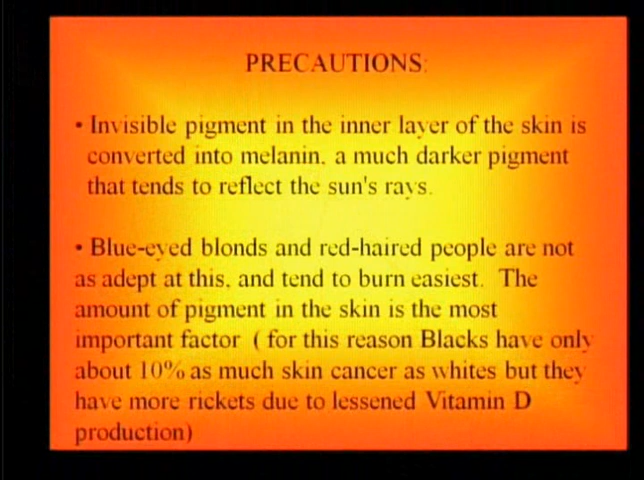 PRECAUTIONS:
• Invisible pigment in the inner layer of the skin is
converted into melanin, a much darker pigment
that tends to reflect the sun's rays.
• Blue-eyed blonds and red-haired people are not
as adept at this, and tend to burn easiest. The
amount of pigment in the skin is the most
important factor ( for this reason Blacks have only
about 10% as much skin cancer as whites but they
have more rickets due to lessened Vitamin D
production)